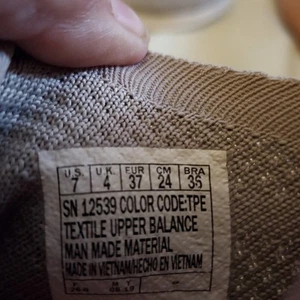 U.S. U.K. EUR CM BRA
7 4 37 24 35
SN 12539 COLOR CODE:TPE
TEXTILE UPPER BALANCE
MAN MADE MATERIAL
MADE IN VIETNAM/HECHO EN VIETNAM